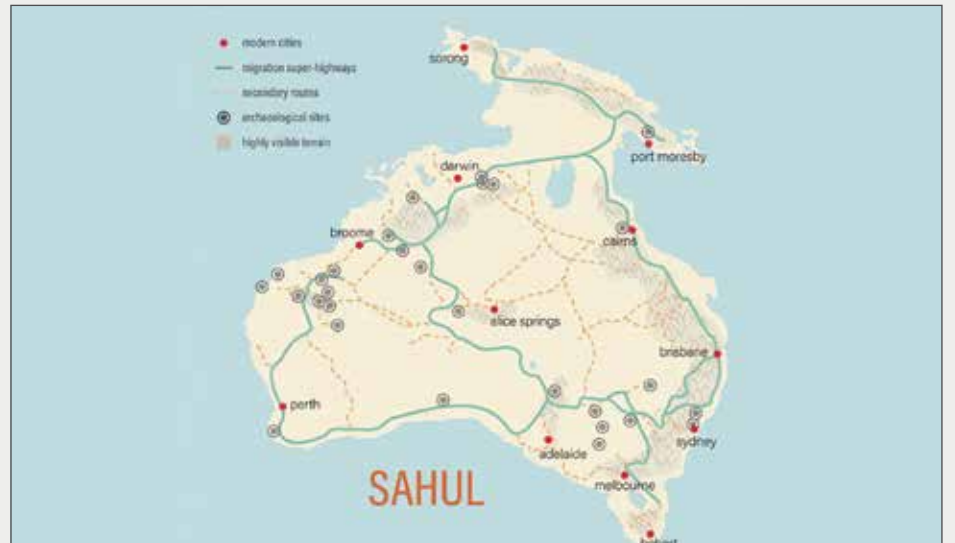 modern cities
migration super-highways
secondary routes
archaeological sites
highly visible terrain
sorong
port moresby
darwin
broome
cairns
alice springs
brisbane
perth
sydney
adelaide
melbourne
SAHUL
hobart